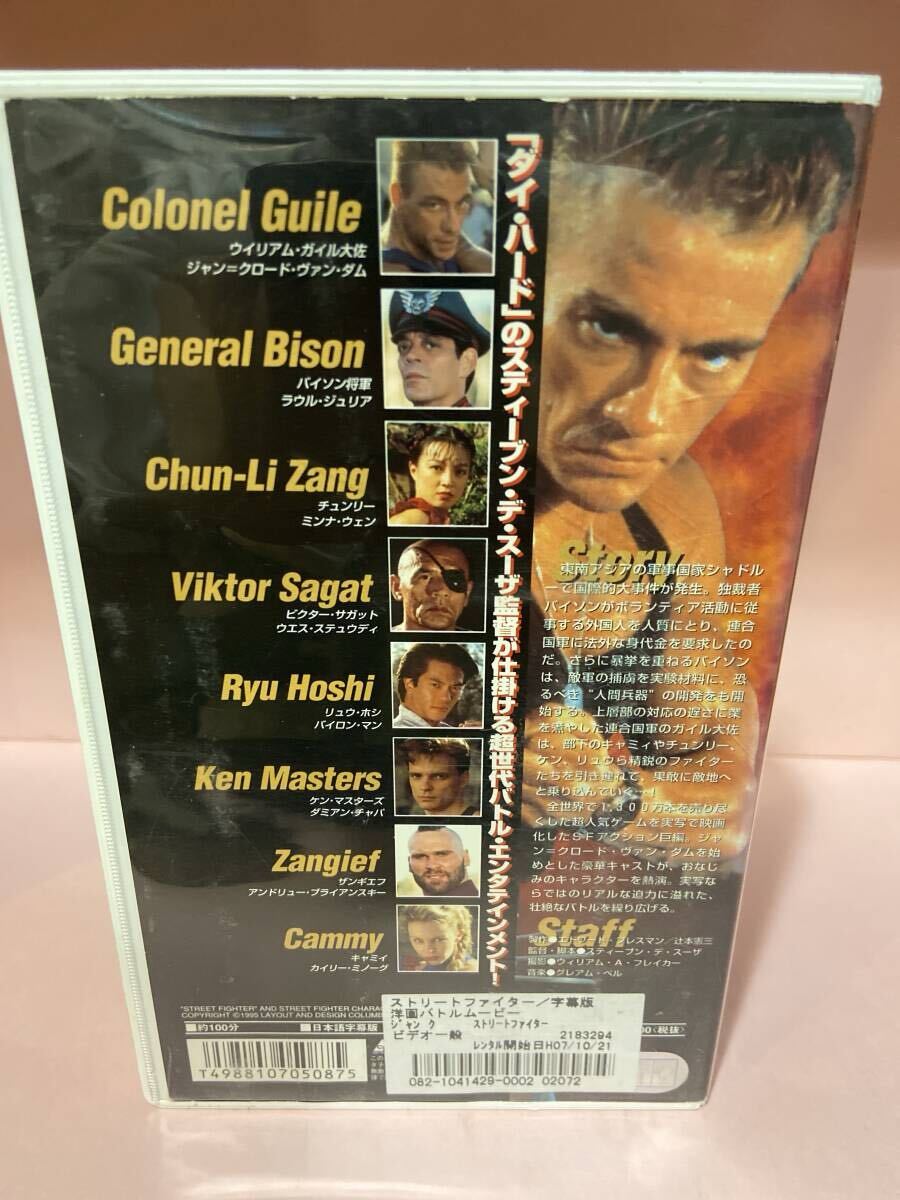 Colonel Guile
ウイリアム・ガイル大佐
ジャン=クロード・ヴァン・ダム
General Bison
バイソン将軍
ラウル・ジュリア
Chun-Li Zang
チュンリー
ミンナ・ウェン
Viktor Sagat
ビクター・サガット
ウエス・ステュウディ
Ryu Hoshi
リュウ・ホシ
バイロン・マン
Ken Masters
ケン・マスターズ
ダミアン・チャパ
Zangief
ザンギエフ
アンドリュー・ブライアンスキー
Cammy
キャミィ
カイリー・ミノーグ
「ダイ・ハード」のスティーブン・デ・スーザ監督が仕掛ける超世代バトル・エンタテインメント!
Story
東南アジアの軍事国家シャドル
ーで国際的大事件が発生。独裁者
バイソンがボランティア活動に従
事する外国人を人質にとり、連合
国軍に法外な身代金を要求したの
だ。さらに暴挙を重ねるバイソン
は、敵軍の捕虜を実験材料に、恐
るべき“人間兵器”の開発をも開
始する。上層部の対応の遅さに業
を煮やした連合国軍のガイル大佐
は、部下のキャミィやチュンリー、
ケン、リュウら精鋭のファイター
たちを引き連れて、果敢に敵地へ
と乗り込んでいく…!
全世界で1,300万本を売り尽
くした超人気ゲームを実写で映画
化したSFアクション巨編。ジャ
ン=クロード・ヴァン・ダムを始
めとした豪華キャストが、おなじ
みのキャラクターを熱演。実写な
らではのリアルな迫力に溢れた、
壮絶なバトルを繰り広げる。
Staff
製作●エドワード・プレスマン/辻本憲三
監督・脚本●スティーブン・デ・スーザ
撮影●ウィリアム・A・フレイカー
音楽●グレアム・ベル
"STREET FIGHTER" AND STREET FIGHTER CHARA
COPYRIGHT ©1995 LAYOUT AND DESIGN COLUM
■約100分
■日本語字幕版
00<税抜>
T4988107050875
ストリートファイター/字幕版
洋画バトルムービー
ジャン ク ストリートファイター
ビデオ一般 2183294
レンタル開始日H07/10/21
082-1041429-0002 02072